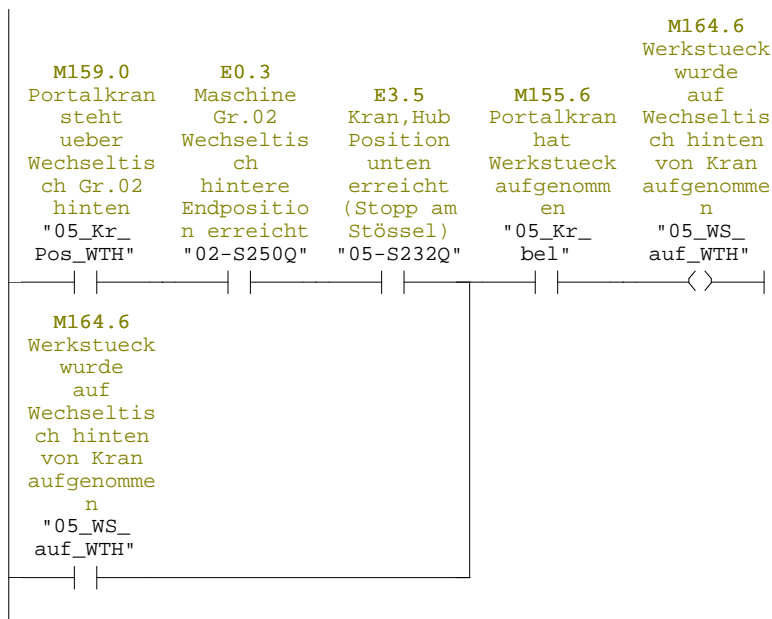 M159.0
Portalkran
steht
ueber
Wechseltis
ch Gr.02
hinten
"05_Kr_
Pos_WTH"
E0.3
Maschine
Gr.02
Wechseltis
ch
hintere
Endpositio
n erreicht
"02-S250Q"
E3.5
Kran,Hub
Position
unten
erreicht
(Stopp am
Stössel)
"05-S232Q"
M155.6
Portalkran
hat
Werkstueck
aufgenomm
en
"05_Kr_
bel"
M164.6
Werkstueck
wurde
auf
Wechseltis
ch hinten
von Kran
aufgenomme
n
"05_WS_
auf_WTH"
M164.6
Werkstueck
wurde
auf
Wechseltis
ch hinten
von Kran
aufgenomme
n
"05_WS_
auf_WTH"